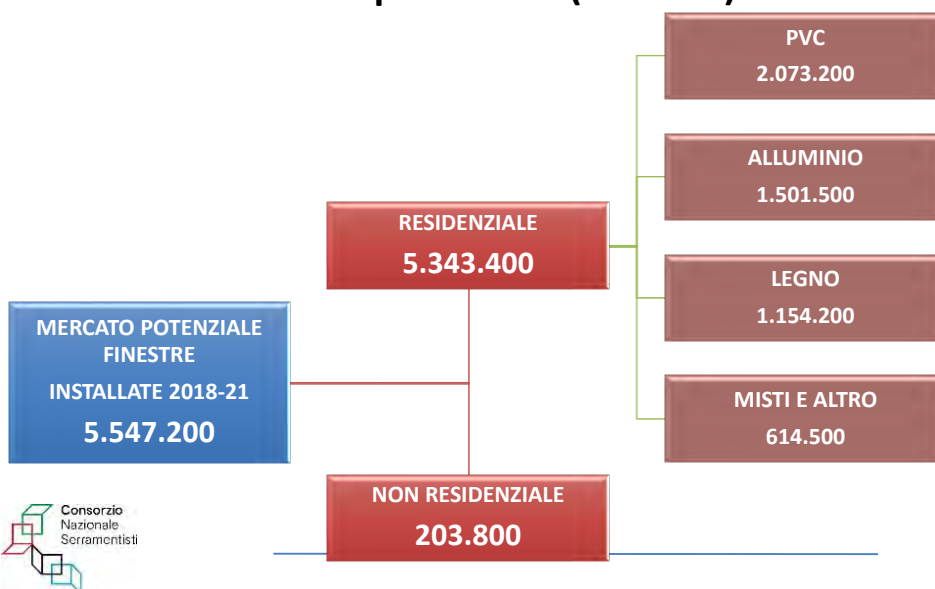 MERCATO POTENZIALE
FINESTRE
INSTALLATE 2018-21
5.547.200
RESIDENZIALE
5.343.400
NON RESIDENZIALE
203.800
PVC
2.073.200
ALLUMINIO
1.501.500
LEGNO
1.154.200
MISTI E ALTRO
614.500
Consorzio
Nazionale
Serramentisti